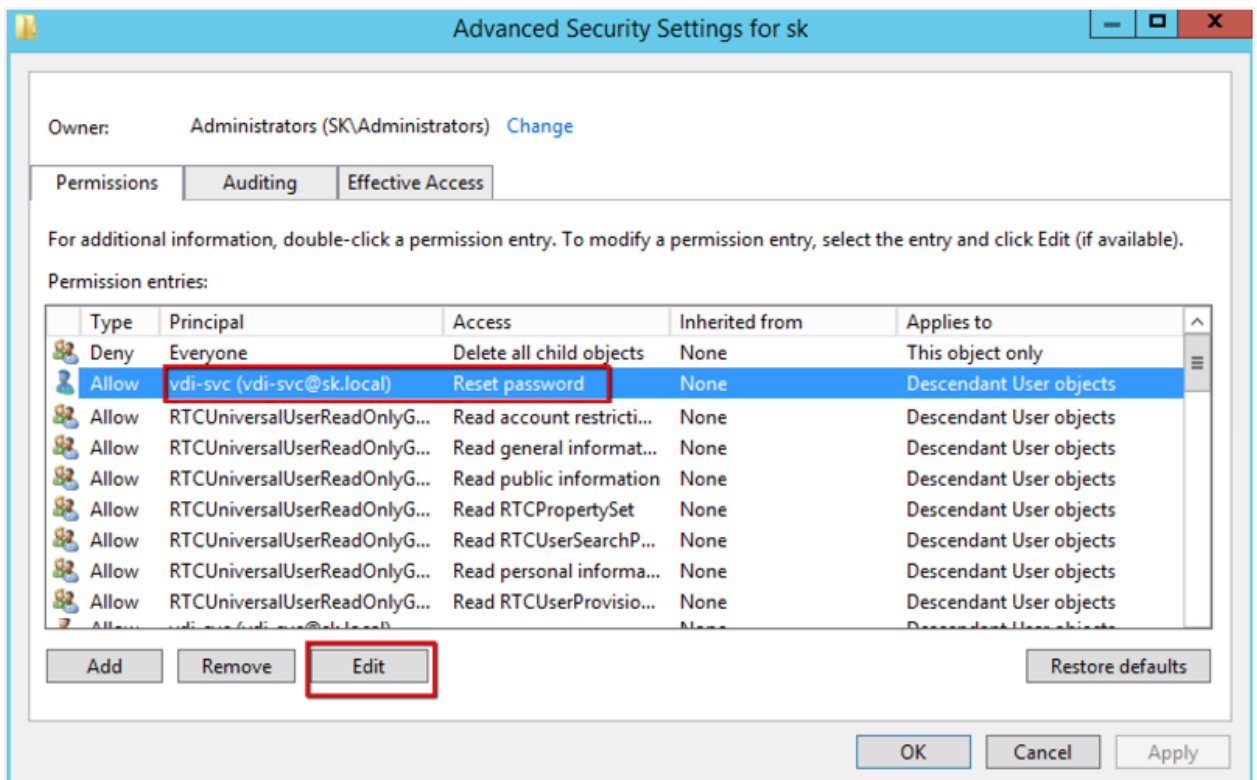 Advanced Security Settings for sk
Owner: Administrators (SK\Administrators) Change
Permissions Auditing Effective Access
For additional information, double-click a permission entry. To modify a permission entry, select the entry and click Edit (if available).
Permission entries:
Type Principal Access Inherited from Applies to
Deny Everyone Delete all child objects None This object only
Allow vdi-svc (vdi-svc@sk.local) Reset password None Descendant User objects
Allow RTCUniversalUserReadOnlyG... Read account restricti... None Descendant User objects
Allow RTCUniversalUserReadOnlyG... Read general informat... None Descendant User objects
Allow RTCUniversalUserReadOnlyG... Read public information None Descendant User objects
Allow RTCUniversalUserReadOnlyG... Read RTCPropertySet None Descendant User objects
Allow RTCUniversalUserReadOnlyG... Read RTCUserSearchP... None Descendant User objects
Allow RTCUniversalUserReadOnlyG... Read personal informa... None Descendant User objects
Allow RTCUniversalUserReadOnlyG... Read RTCUserProvisio... None Descendant User objects
Add Remove Edit Restore defaults
OK Cancel Apply